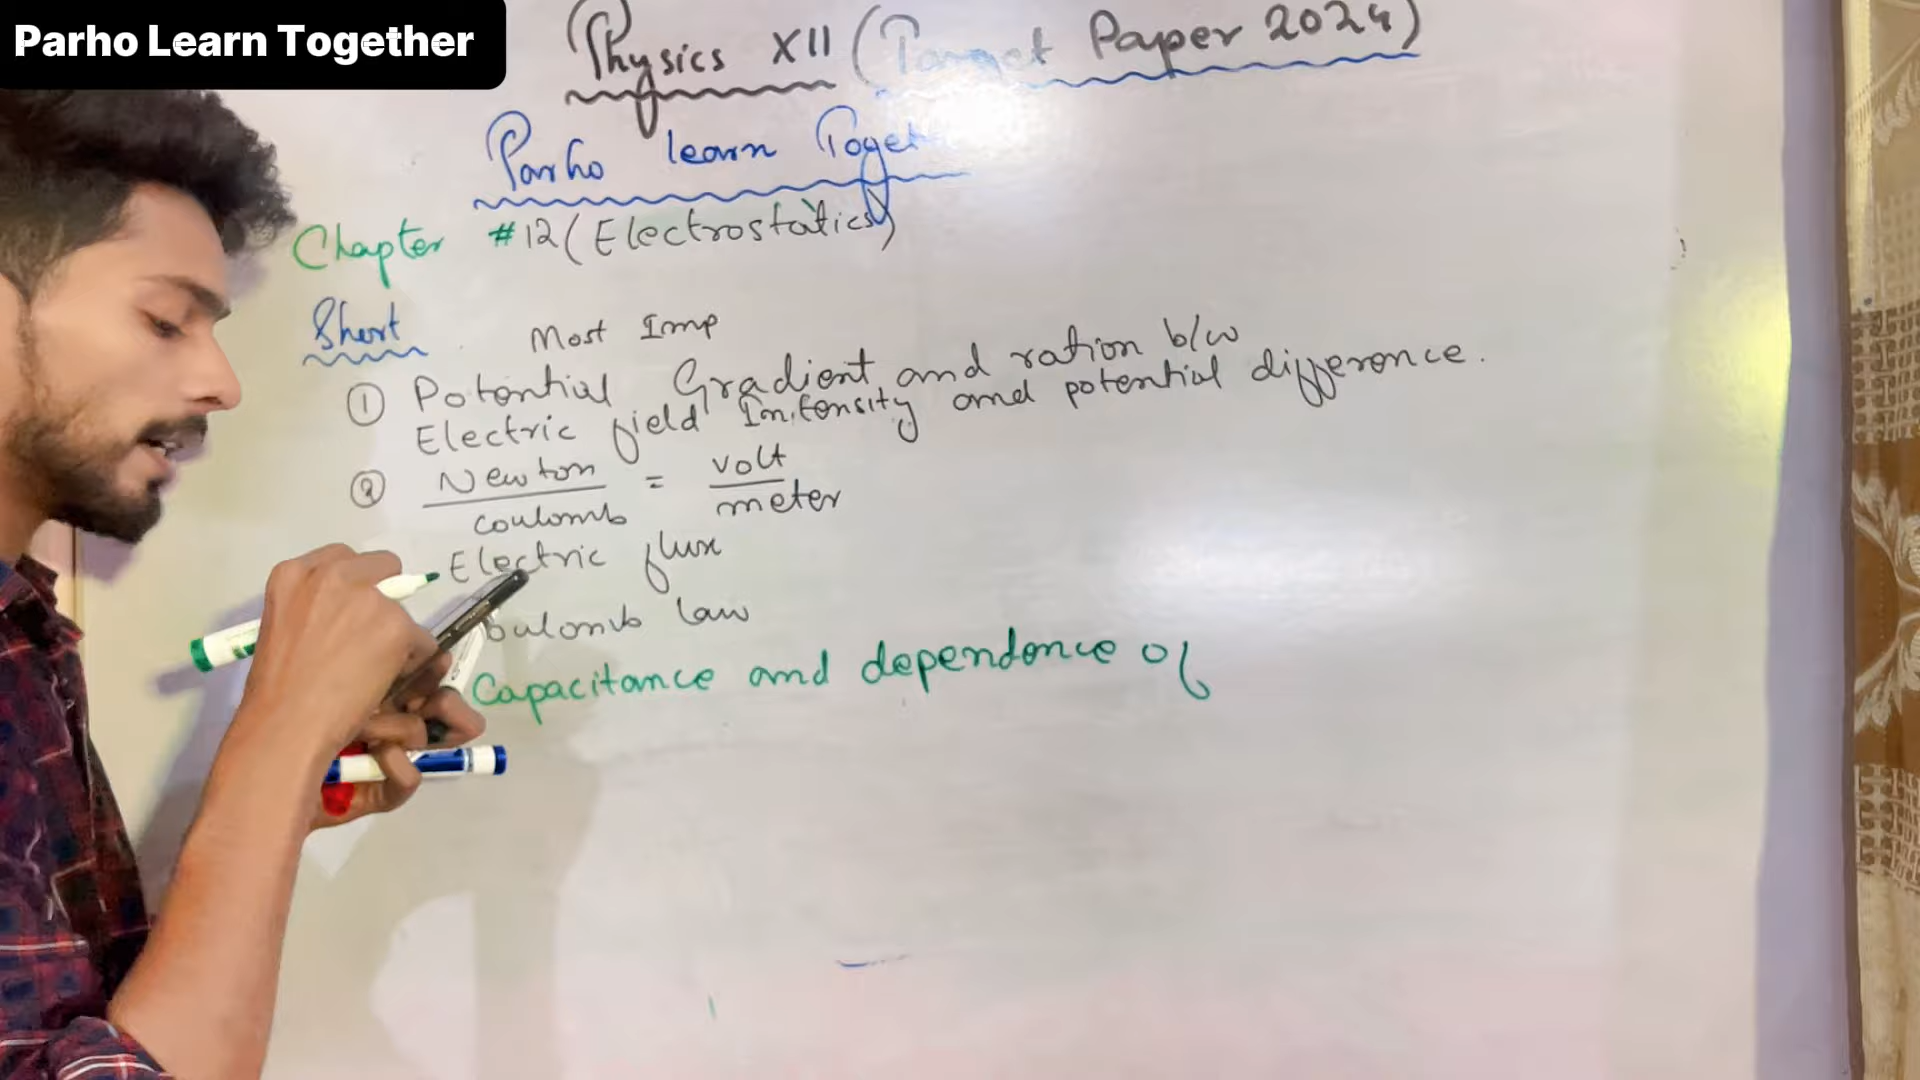 Parho Learn Together
Physics XII (Target Paper 2024)
Parho learn Toget
Chapter #12 (Electrostatics)
Short Most Imp
① Potential Gradient, and ration b/w
Electric field Intensity and potential difference.
② Newton / coulomb = volt / meter
Electric flux
oulomb law
Capacitance and dependence of